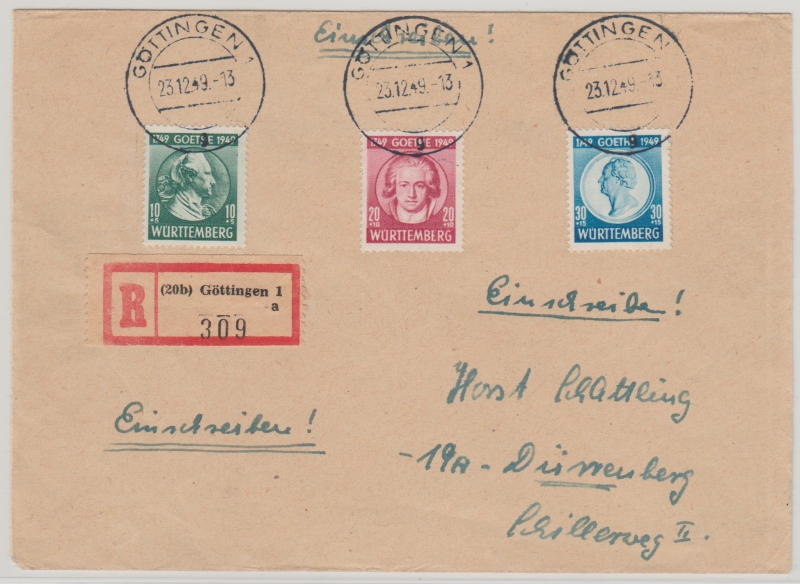 Einschreiben!
GÖTTINGEN 1
23.12.49.-13
g
GÖTTINGEN 1
23.12.49.-13
g
GÖTTINGEN
23.12.49.-13
1749 GOETHE 1949
10 +5 10 +5
WÜRTTEMBERG
1749 GOETHE 1949
20 +10 20 +10
WÜRTTEMBERG
1749 GOETHE 1949
30 +15 30 +15
WÜRTTEMBERG
R (20b) Göttingen 1
a
309
Einschreiben!
Einschreiben!
Horst Schattling
-19a- Dürrenberg
Schillerweg II.